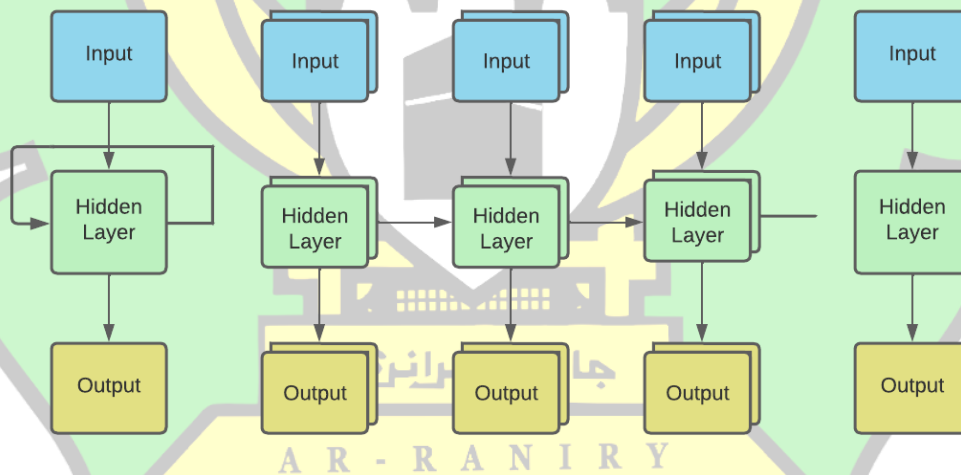 Input
Input
Input
Input
Input
Hidden
Layer
Hidden
Layer
Hidden
Layer
Hidden
Layer
Hidden
Layer
Output
Output
Output
Output
Output
AR-RANIRY